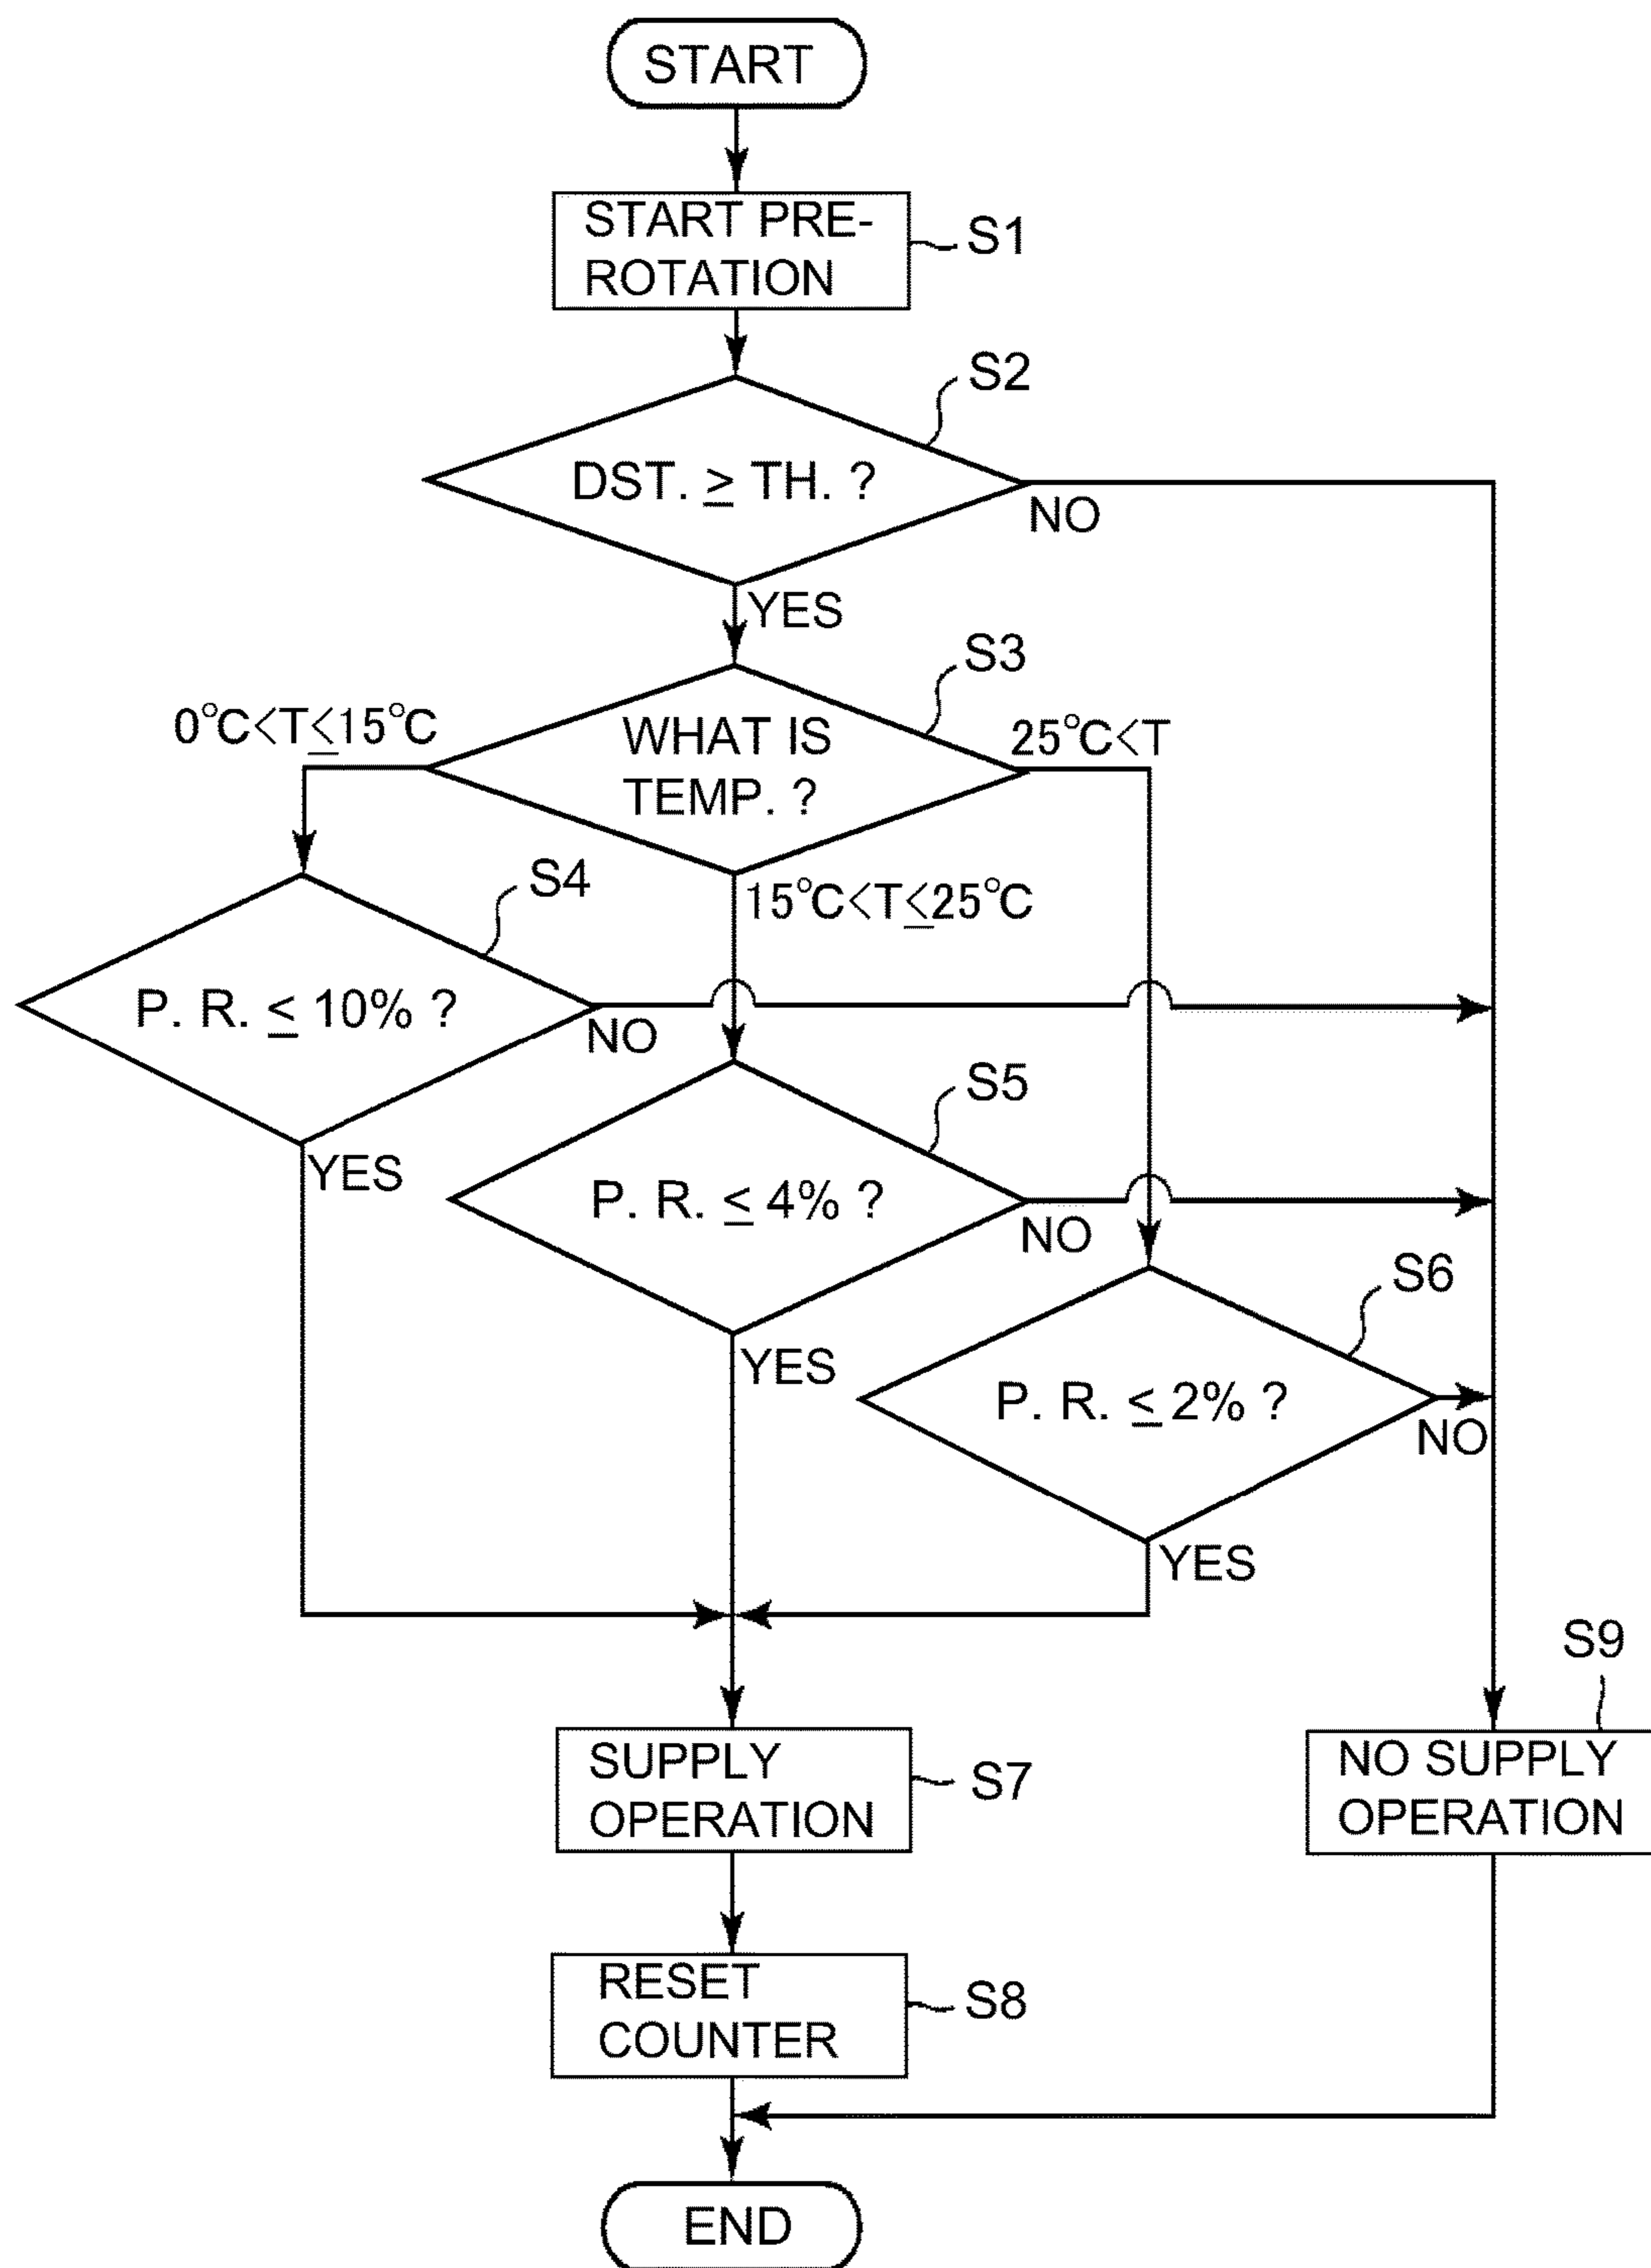 START
START PRE-
ROTATION
S1
S2
DST. ≥ TH. ?
NO
YES
S3
0°C<T≤15°C
WHAT IS
TEMP. ?
25°C<T
S4
15°C<T≤25°C
P. R. ≤ 10% ?
NO
S5
YES
P. R. ≤ 4% ?
NO
S6
YES
P. R. ≤ 2% ?
NO
YES
S9
SUPPLY
OPERATION
S7
NO SUPPLY
OPERATION
RESET
COUNTER
S8
END